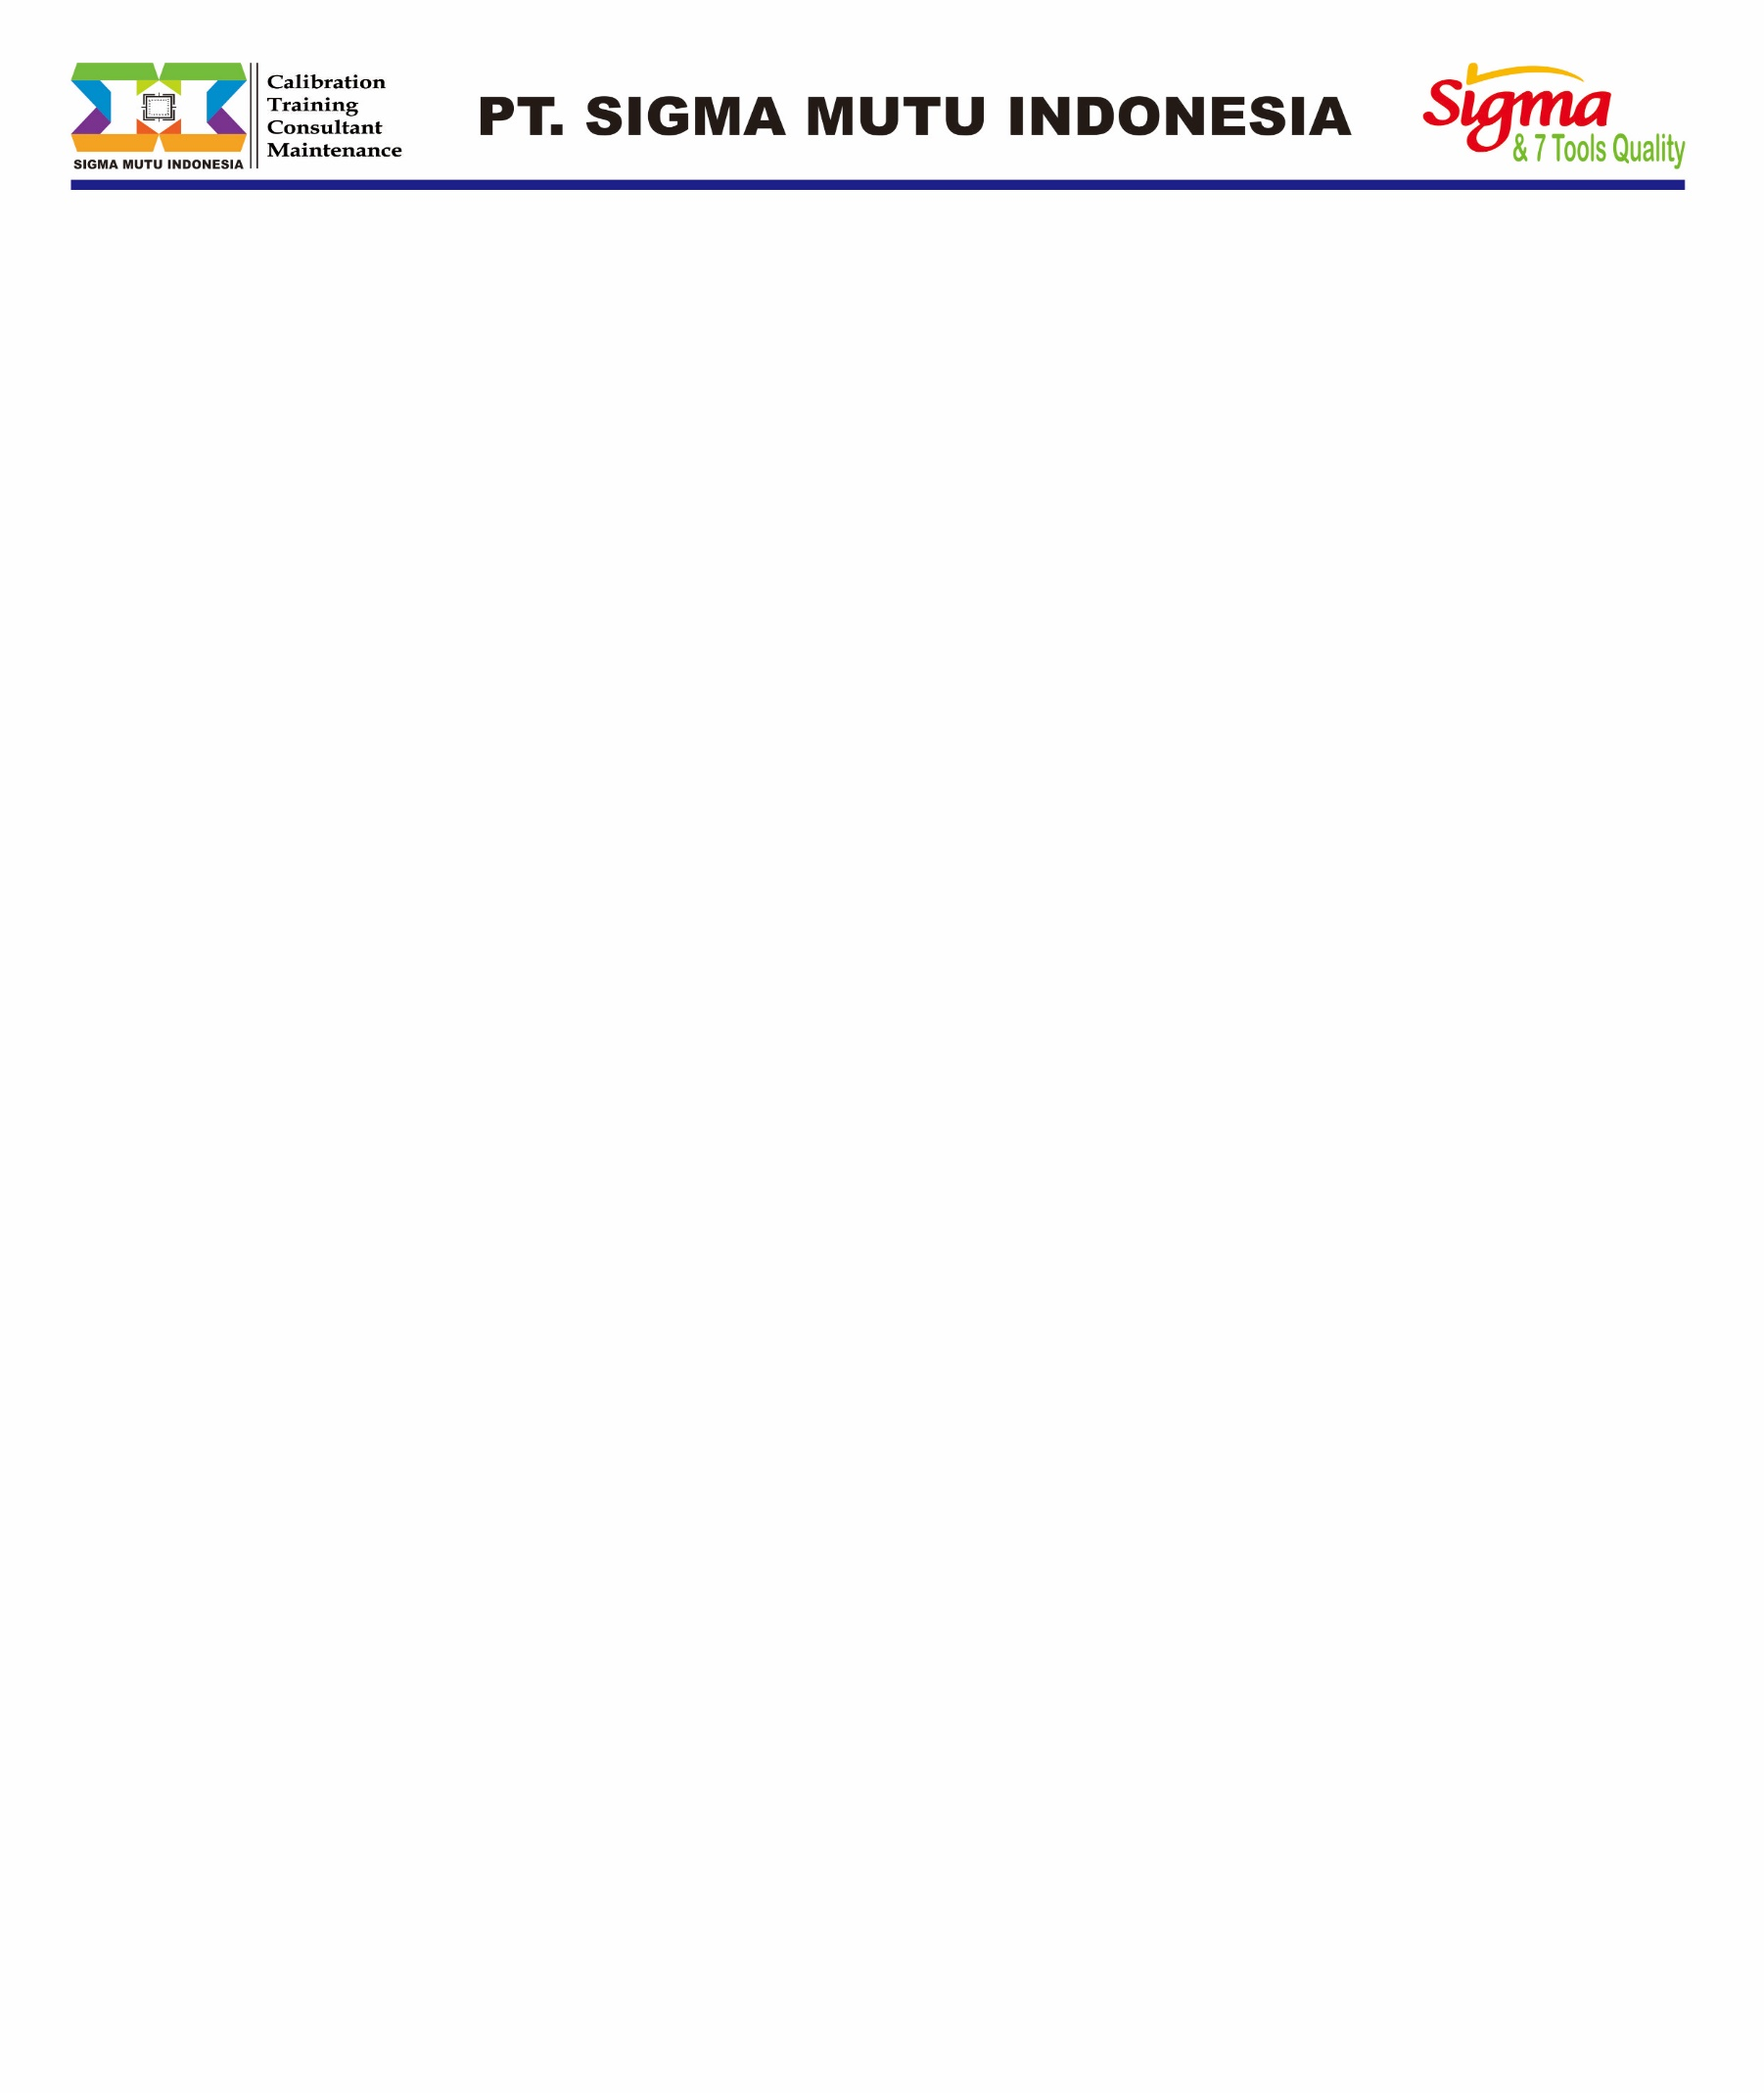 SIGMA MUTU INDONESIA
Calibration
Training
Consultant
Maintenance
PT. SIGMA MUTU INDONESIA
Sigma
& 7 Tools Quality